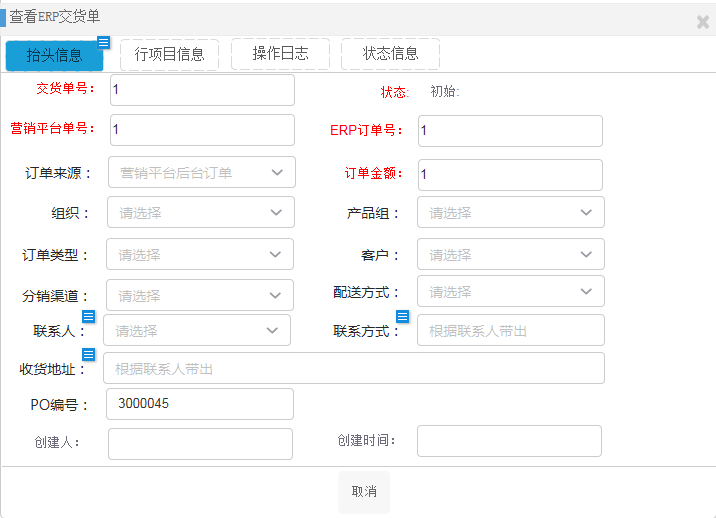 查看ERP交货单
抬头信息 行项目信息 操作日志 状态信息
交货单号： 1 状态: 初始:
营销平台单号： 1 ERP订单号： 1
订单来源： 营销平台后台订单 订单金额： 1
组织： 请选择 产品组： 请选择
订单类型： 请选择 客户： 请选择
分销渠道： 请选择 配送方式： 请选择
联系人： 请选择 联系方式： 根据联系人带出
收货地址： 根据联系人带出
PO编号： 3000045
创建人： 创建时间：
取消